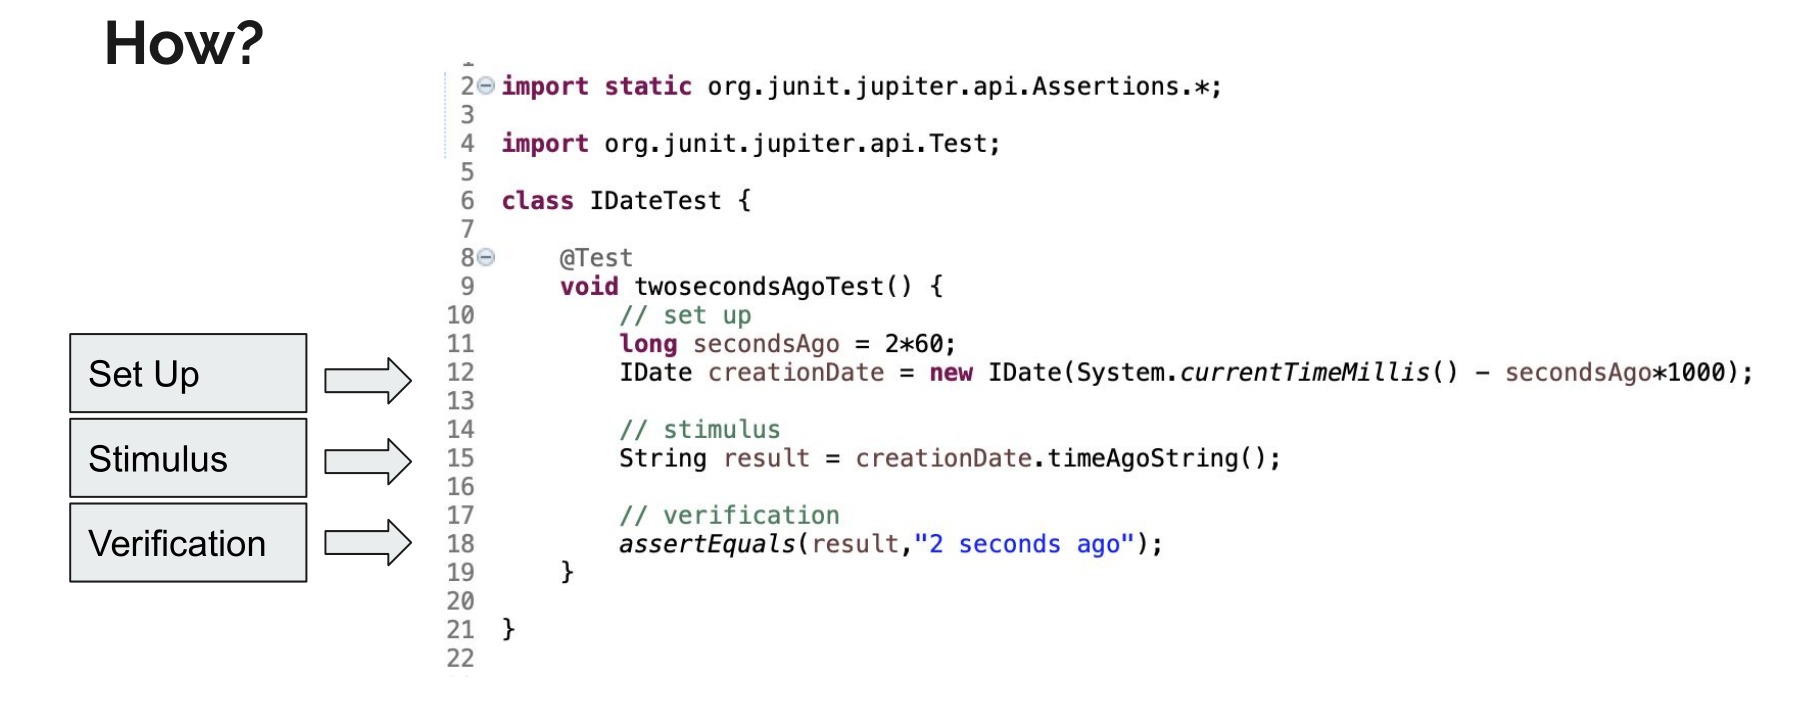 How?
2 import static org.junit.jupiter.api.Assertions.*;
3
4 import org.junit.jupiter.api.Test;
5
6 class IDateTest {
7
8 @Test
9 void twosecondsAgoTest() {
10 // set up
11 long secondsAgo = 2*60;
Set Up
12 IDate creationDate = new IDate(System.currentTimeMillis() - secondsAgo*1000);
13
14 // stimulus
Stimulus
15 String result = creationDate.timeAgoString();
16
17 // verification
Verification
18 assertEquals(result,"2 seconds ago");
19 }
20
21 }
22